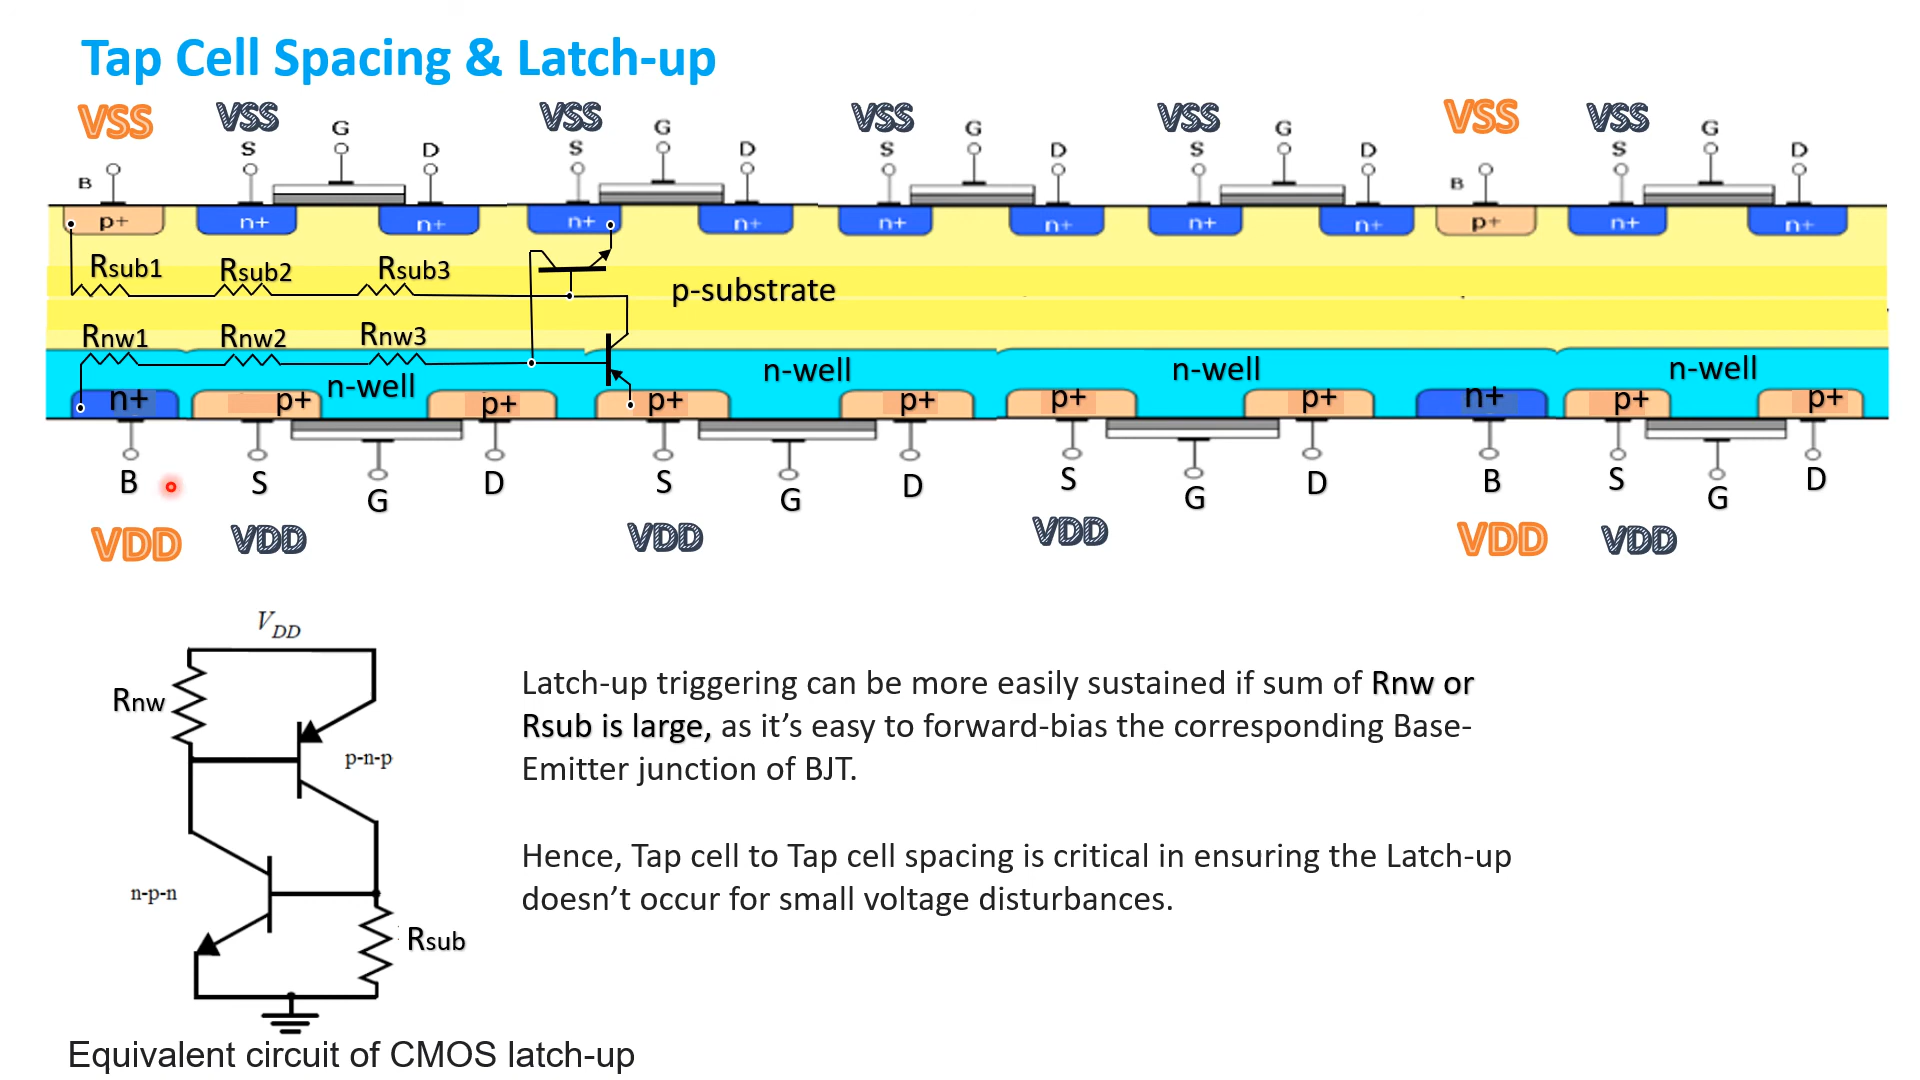 Tap Cell Spacing & Latch-up
VSS VSS VSS VSS VSS VSS VSS
G G G G G
S D S D S D S D S D
B B
p+ n+ n+ n+ n+ n+ n+ n+ n+ p+ n+ n+
Rsub1 Rsub2 Rsub3
p-substrate
Rnw1 Rnw2 Rnw3
n-well n-well n-well n-well
n+ p+ p+ p+ p+ p+ p+ n+ p+ p+
B S G D S G D S G D B S G D
VDD VDD VDD VDD VDD VDD
VDD
Rnw
p-n-p
n-p-n
Rsub
Equivalent circuit of CMOS latch-up
Latch-up triggering can be more easily sustained if sum of Rnw or
Rsub is large, as it’s easy to forward-bias the corresponding Base-
Emitter junction of BJT.
Hence, Tap cell to Tap cell spacing is critical in ensuring the Latch-up
doesn’t occur for small voltage disturbances.